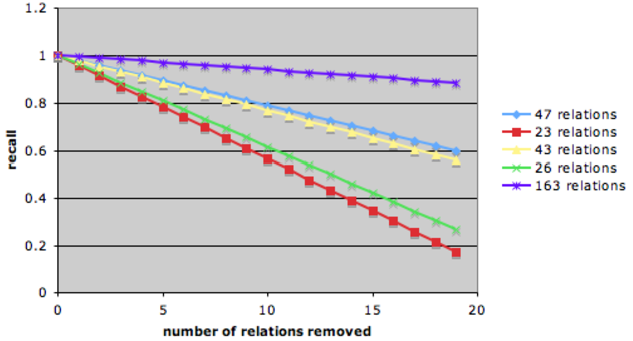 1.2
1
0.8
0.6
0.4
0.2
0
recall
0 5 10 15 20
number of relations removed
47 relations
23 relations
43 relations
26 relations
163 relations